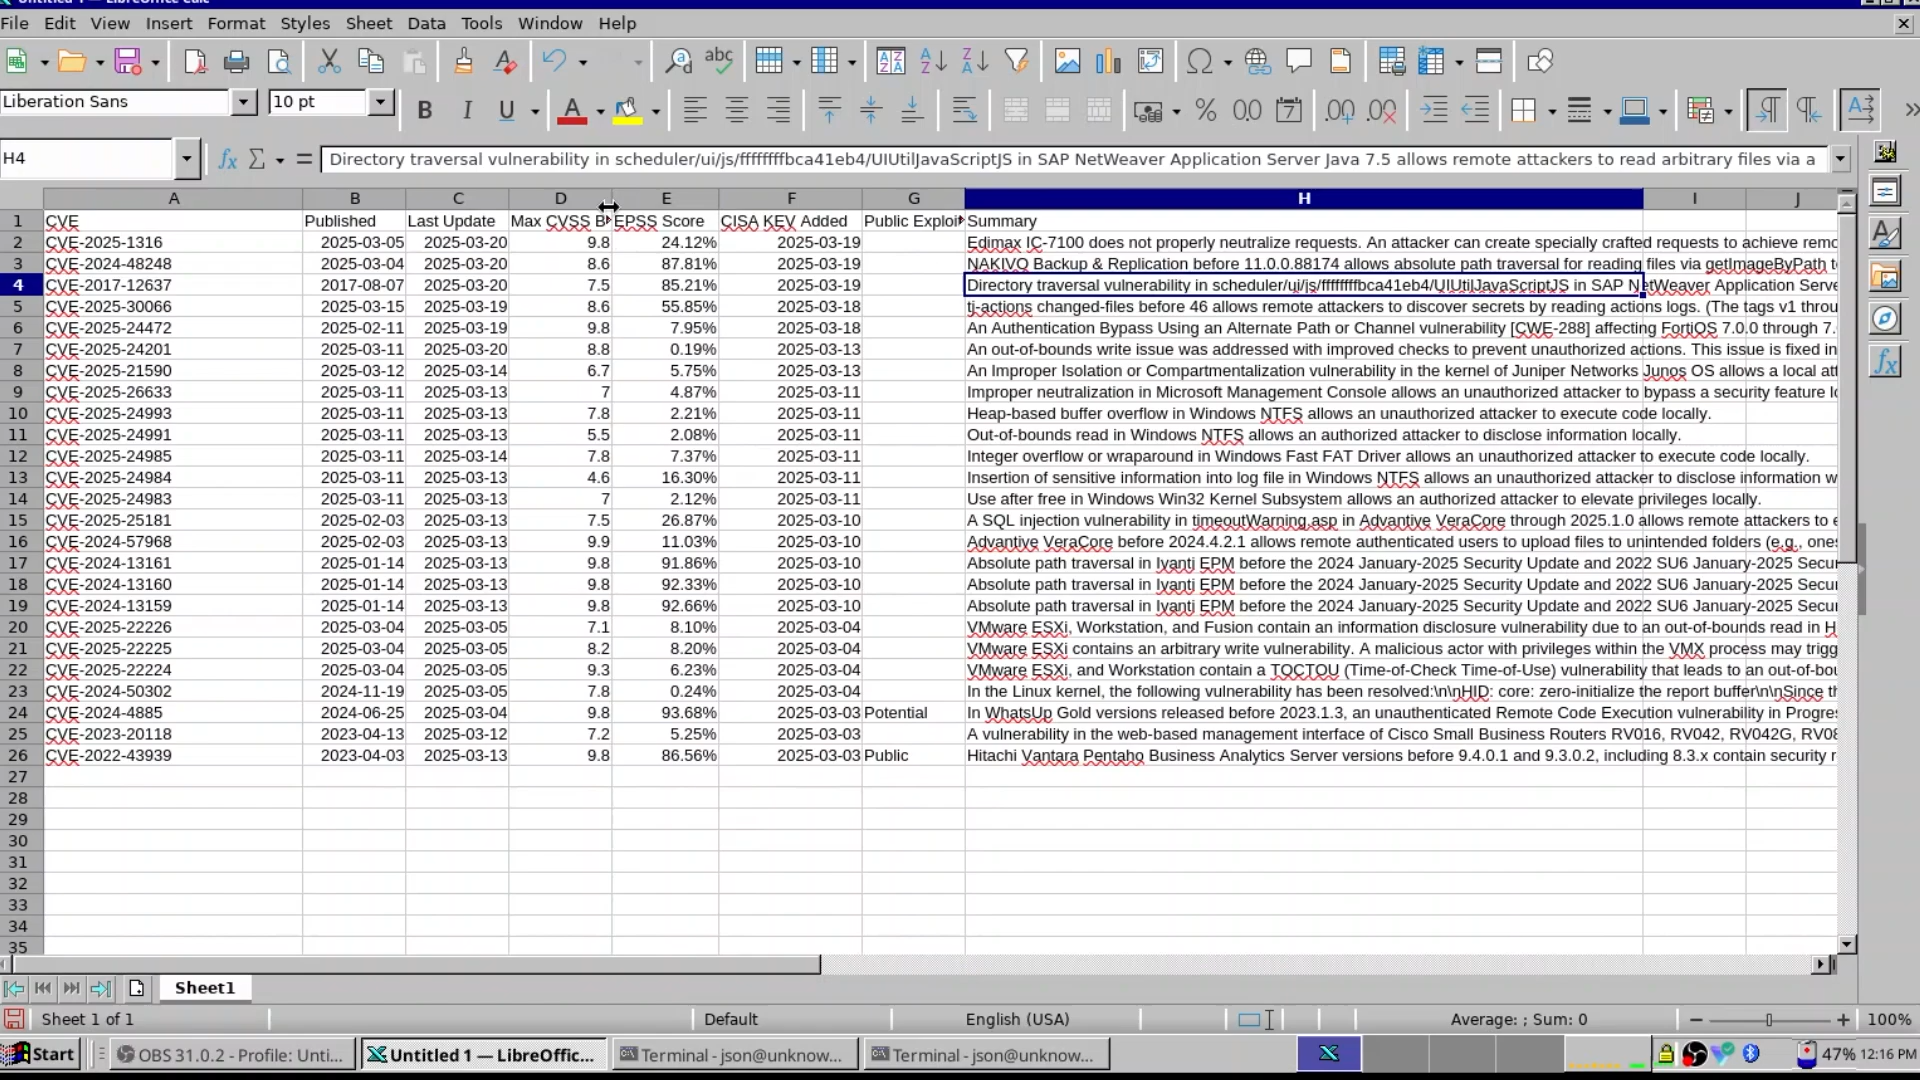 Untitled 1 — LibreOffice Calc
File Edit View Insert Format Styles Sheet Data Tools Window Help
Liberation Sans 10 pt
H4 Directory traversal vulnerability in scheduler/ui/js/ffffffffbca41eb4/UIUtilJavaScriptJS in SAP NetWeaver Application Server Java 7.5 allows remote attackers to read arbitrary files via a
A B C D E F G H I J
1 CVE Published Last Update Max CVSS B EPSS Score CISA KEV Added Public Exploi Summary
2 CVE-2025-1316 2025-03-05 2025-03-20 9.8 24.12% 2025-03-19 Edimax IC-7100 does not properly neutralize requests. An attacker can create specially crafted requests to achieve remo
3 CVE-2024-48248 2025-03-04 2025-03-20 8.6 87.81% 2025-03-19 NAKIVO Backup & Replication before 11.0.0.88174 allows absolute path traversal for reading files via getImageByPath t
4 CVE-2017-12637 2017-08-07 2025-03-20 7.5 85.21% 2025-03-19 Directory traversal vulnerability in scheduler/ui/js/ffffffffbca41eb4/UIUtilJavaScriptJS in SAP NetWeaver Application Serve
5 CVE-2025-30066 2025-03-15 2025-03-19 8.6 55.85% 2025-03-18 tj-actions changed-files before 46 allows remote attackers to discover secrets by reading actions logs. (The tags v1 throu
6 CVE-2025-24472 2025-02-11 2025-03-19 9.8 7.95% 2025-03-18 An Authentication Bypass Using an Alternate Path or Channel vulnerability [CWE-288] affecting FortiOS 7.0.0 through 7.
7 CVE-2025-24201 2025-03-11 2025-03-20 8.8 0.19% 2025-03-13 An out-of-bounds write issue was addressed with improved checks to prevent unauthorized actions. This issue is fixed in
8 CVE-2025-21590 2025-03-12 2025-03-14 6.7 5.75% 2025-03-13 An Improper Isolation or Compartmentalization vulnerability in the kernel of Juniper Networks Junos OS allows a local att
9 CVE-2025-26633 2025-03-11 2025-03-13 7 4.87% 2025-03-11 Improper neutralization in Microsoft Management Console allows an unauthorized attacker to bypass a security feature lo
10 CVE-2025-24993 2025-03-11 2025-03-13 7.8 2.21% 2025-03-11 Heap-based buffer overflow in Windows NTFS allows an unauthorized attacker to execute code locally.
11 CVE-2025-24991 2025-03-11 2025-03-13 5.5 2.08% 2025-03-11 Out-of-bounds read in Windows NTFS allows an authorized attacker to disclose information locally.
12 CVE-2025-24985 2025-03-11 2025-03-14 7.8 7.37% 2025-03-11 Integer overflow or wraparound in Windows Fast FAT Driver allows an unauthorized attacker to execute code locally.
13 CVE-2025-24984 2025-03-11 2025-03-13 4.6 16.30% 2025-03-11 Insertion of sensitive information into log file in Windows NTFS allows an unauthorized attacker to disclose information w
14 CVE-2025-24983 2025-03-11 2025-03-13 7 2.12% 2025-03-11 Use after free in Windows Win32 Kernel Subsystem allows an authorized attacker to elevate privileges locally.
15 CVE-2025-25181 2025-02-03 2025-03-13 7.5 26.87% 2025-03-10 A SQL injection vulnerability in timeoutWarning.asp in Advantive VeraCore through 2025.1.0 allows remote attackers to e
16 CVE-2024-57968 2025-02-03 2025-03-13 9.9 11.03% 2025-03-10 Advantive VeraCore before 2024.4.2.1 allows remote authenticated users to upload files to unintended folders (e.g., one
17 CVE-2024-13161 2025-01-14 2025-03-13 9.8 91.86% 2025-03-10 Absolute path traversal in Ivanti EPM before the 2024 January-2025 Security Update and 2022 SU6 January-2025 Secur
18 CVE-2024-13160 2025-01-14 2025-03-13 9.8 92.33% 2025-03-10 Absolute path traversal in Ivanti EPM before the 2024 January-2025 Security Update and 2022 SU6 January-2025 Secur
19 CVE-2024-13159 2025-01-14 2025-03-13 9.8 92.66% 2025-03-10 Absolute path traversal in Ivanti EPM before the 2024 January-2025 Security Update and 2022 SU6 January-2025 Secur
20 CVE-2025-22226 2025-03-04 2025-03-05 7.1 8.10% 2025-03-04 VMware ESXi, Workstation, and Fusion contain an information disclosure vulnerability due to an out-of-bounds read in H
21 CVE-2025-22225 2025-03-04 2025-03-05 8.2 8.20% 2025-03-04 VMware ESXi contains an arbitrary write vulnerability. A malicious actor with privileges within the VMX process may trigg
22 CVE-2025-22224 2025-03-04 2025-03-05 9.3 6.23% 2025-03-04 VMware ESXi, and Workstation contain a TOCTOU (Time-of-Check Time-of-Use) vulnerability that leads to an out-of-bou
23 CVE-2024-50302 2024-11-19 2025-03-05 7.8 0.24% 2025-03-04 In the Linux kernel, the following vulnerability has been resolved:\n\nHID: core: zero-initialize the report buffer\n\nSince th
24 CVE-2024-4885 2024-06-25 2025-03-04 9.8 93.68% 2025-03-03 Potential In WhatsUp Gold versions released before 2023.1.3, an unauthenticated Remote Code Execution vulnerability in Progre
25 CVE-2023-20118 2023-04-13 2025-03-12 7.2 5.25% 2025-03-03 A vulnerability in the web-based management interface of Cisco Small Business Routers RV016, RV042, RV042G, RV08
26 CVE-2022-43939 2023-04-03 2025-03-13 9.8 86.56% 2025-03-03 Public Hitachi Vantara Pentaho Business Analytics Server versions before 9.4.0.1 and 9.3.0.2, including 8.3.x contain security r
27
28
29
30
31
32
33
34
35
Sheet1
Sheet 1 of 1 Default English (USA) Average: ; Sum: 0 100%
Start OBS 31.0.2 - Profile: Unti... Untitled 1 — LibreOffic... Terminal - json@unknow... Terminal - json@unknow... 47% 12:16 PM